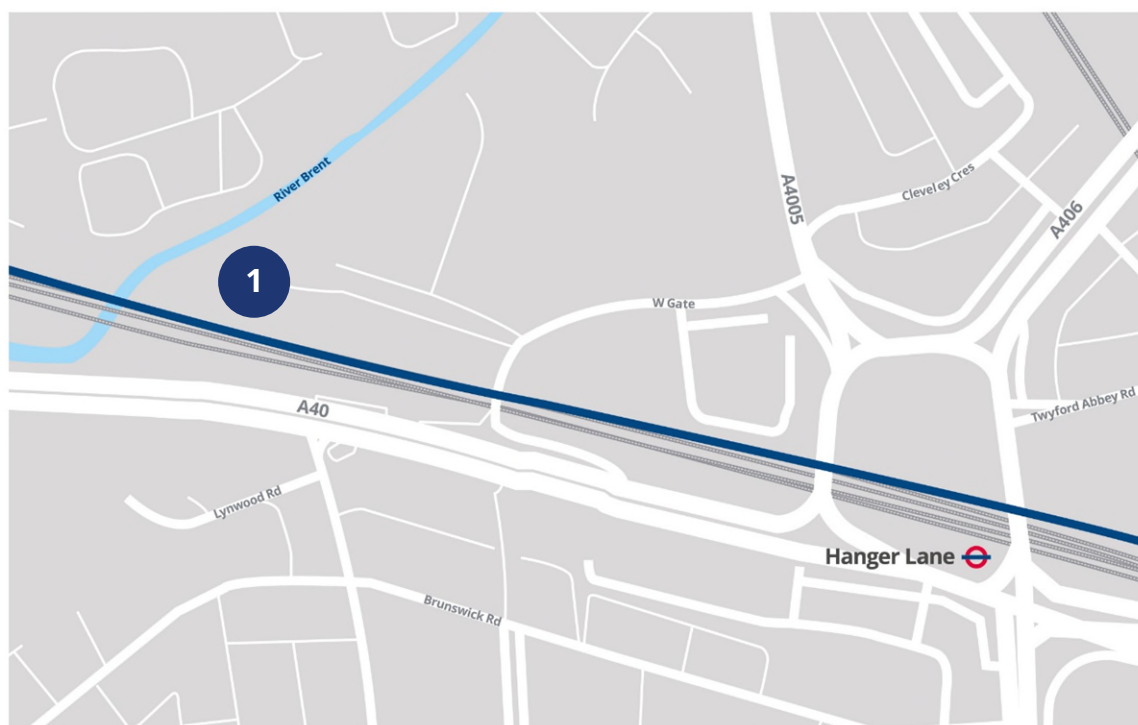 River Brent
1
A4005
Cleveley Cres
A406
W Gate
Twyford Abbey Rd
A40
Lynwood Rd
Hanger Lane
Brunswick Rd